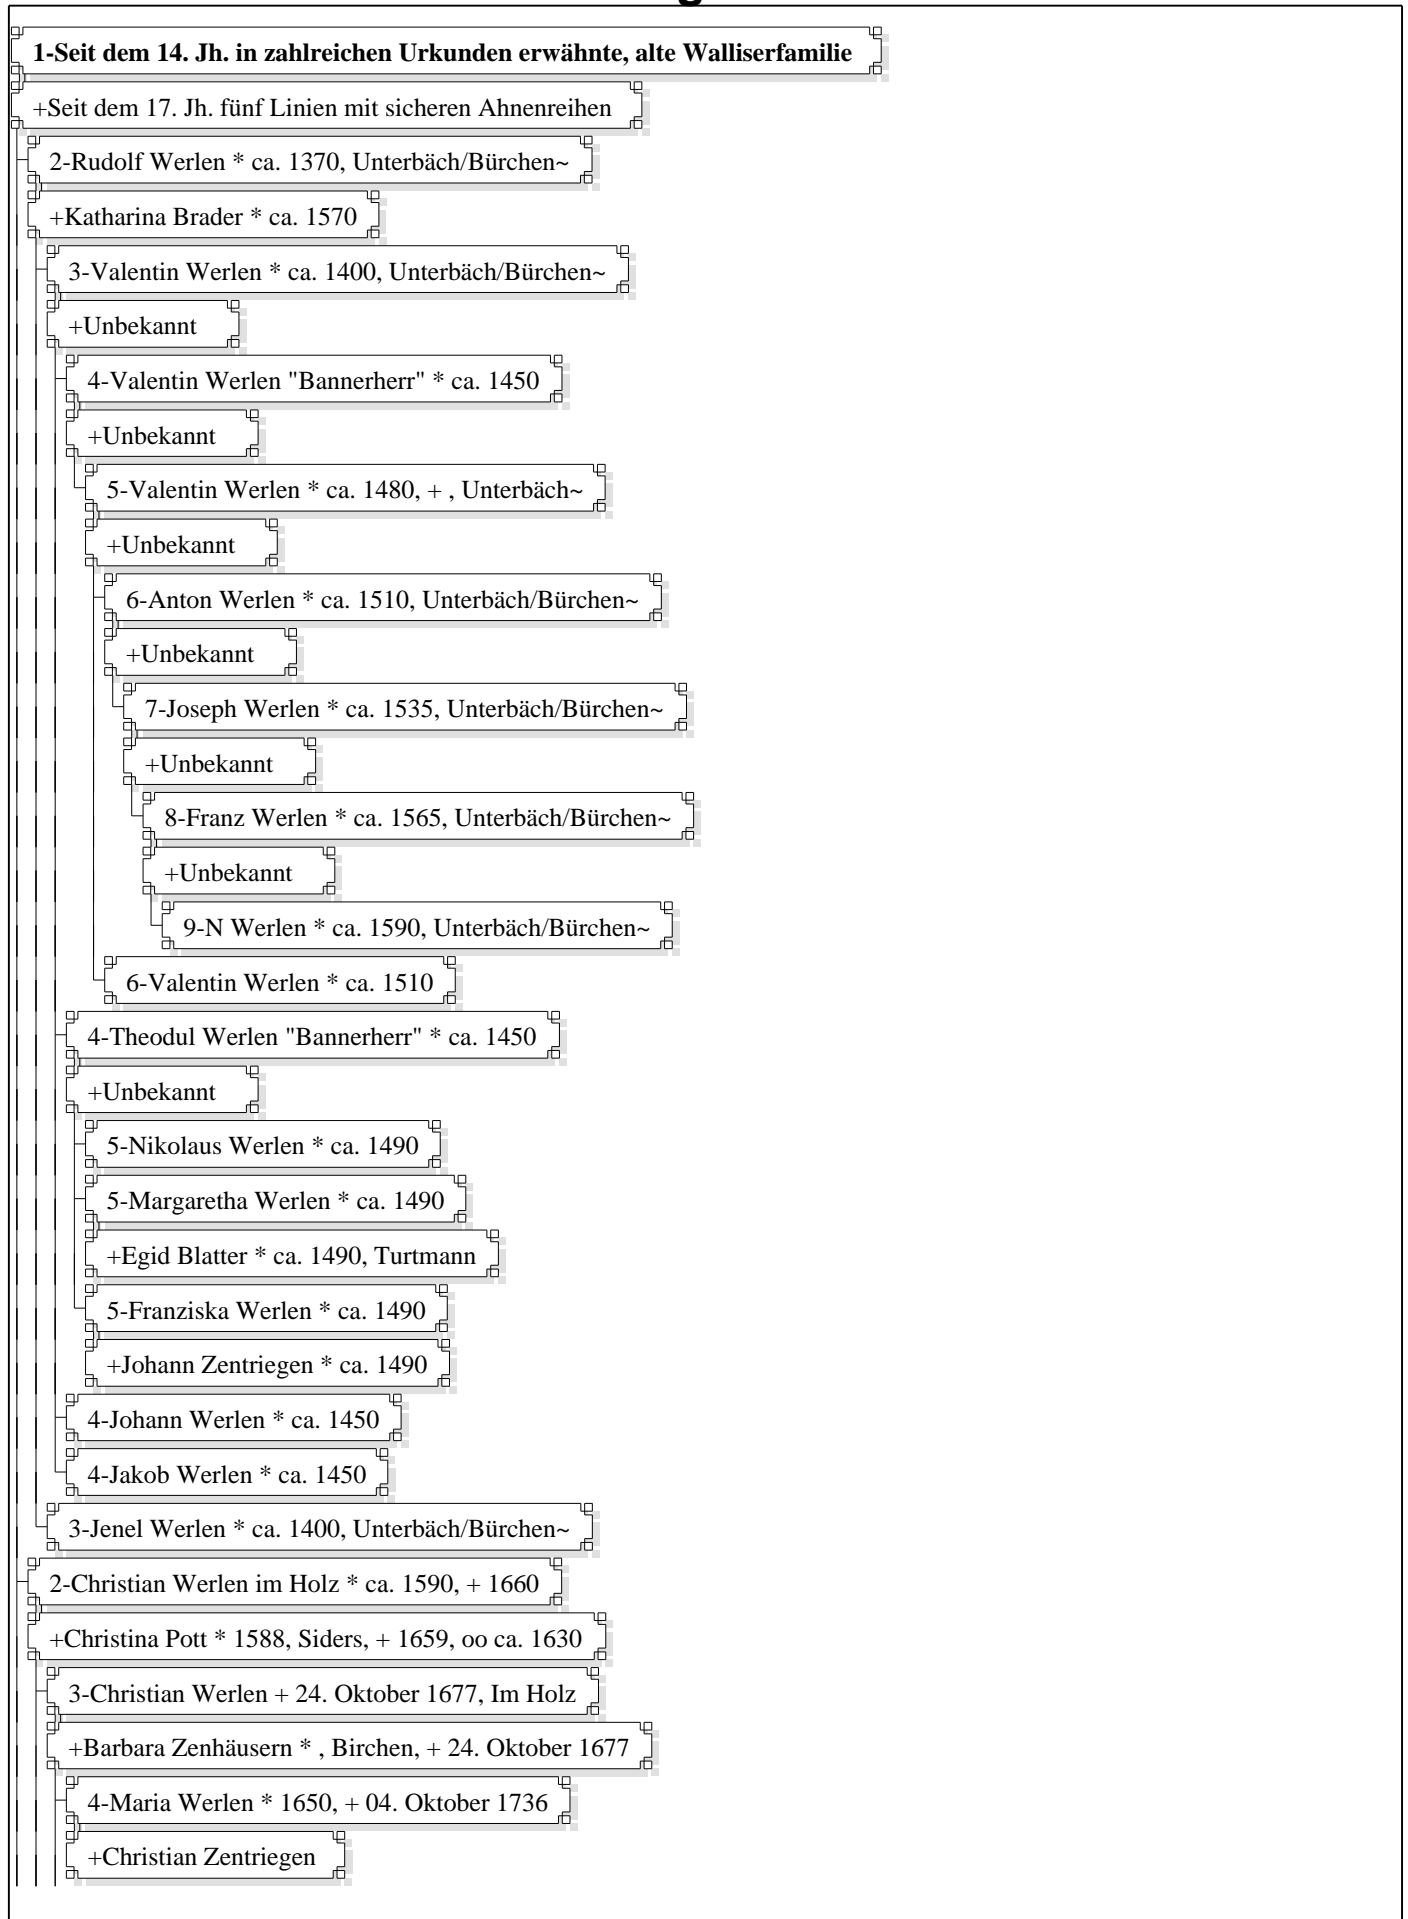 1-Seit dem 14. Jh. in zahlreichen Urkunden erwähnte, alte Walliserfamilie
+Seit dem 17. Jh. fünf Linien mit sicheren Ahnenreihen
2-Rudolf Werlen * ca. 1370, Unterbäch/Bürchen~
+Katharina Brader * ca. 1570
3-Valentin Werlen * ca. 1400, Unterbäch/Bürchen~
+Unbekannt
4-Valentin Werlen "Bannerherr" * ca. 1450
+Unbekannt
5-Valentin Werlen * ca. 1480, + , Unterbäch~
+Unbekannt
6-Anton Werlen * ca. 1510, Unterbäch/Bürchen~
+Unbekannt
7-Joseph Werlen * ca. 1535, Unterbäch/Bürchen~
+Unbekannt
8-Franz Werlen * ca. 1565, Unterbäch/Bürchen~
+Unbekannt
9-N Werlen * ca. 1590, Unterbäch/Bürchen~
6-Valentin Werlen * ca. 1510
4-Theodul Werlen "Bannerherr" * ca. 1450
+Unbekannt
5-Nikolaus Werlen * ca. 1490
5-Margaretha Werlen * ca. 1490
+Egid Blatter * ca. 1490, Turtmann
5-Franziska Werlen * ca. 1490
+Johann Zentriegen * ca. 1490
4-Johann Werlen * ca. 1450
4-Jakob Werlen * ca. 1450
3-Jenel Werlen * ca. 1400, Unterbäch/Bürchen~
2-Christian Werlen im Holz * ca. 1590, + 1660
+Christina Pott * 1588, Siders, + 1659, oo ca. 1630
3-Christian Werlen + 24. Oktober 1677, Im Holz
+Barbara Zenhäusern * , Birchen, + 24. Oktober 1677
4-Maria Werlen * 1650, + 04. Oktober 1736
+Christian Zentriegen